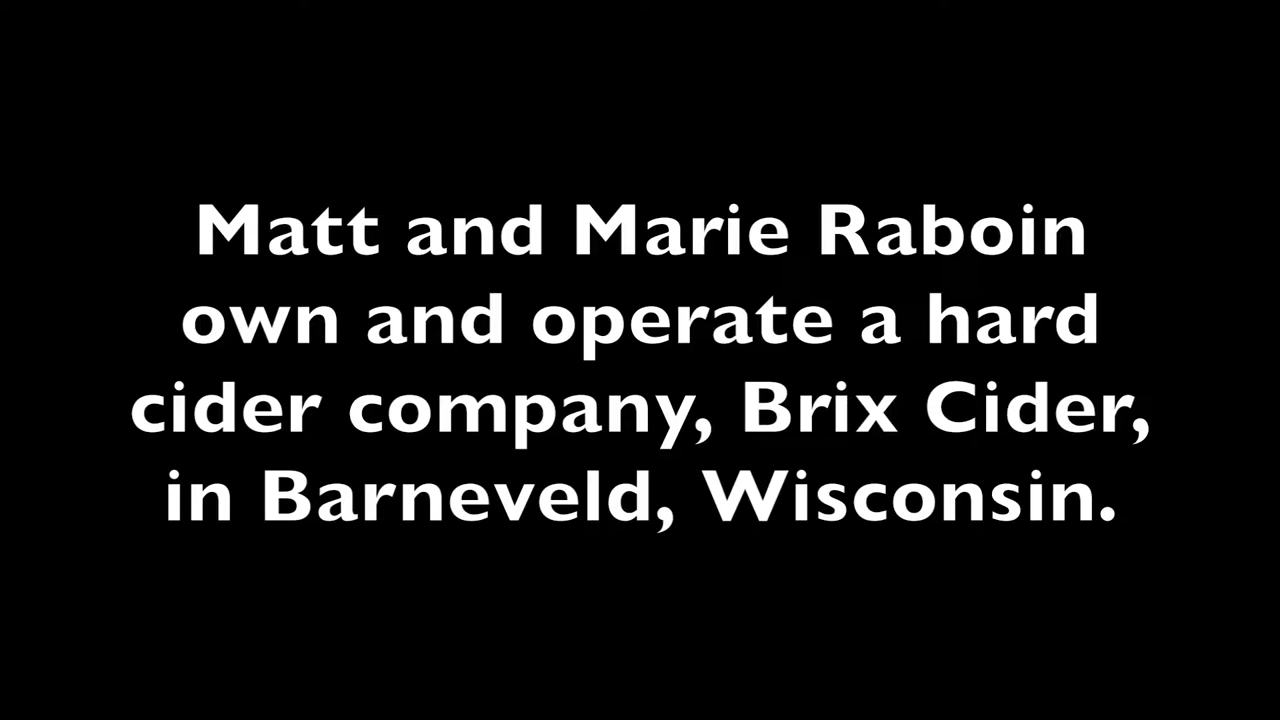 Matt and Marie Raboin
own and operate a hard
cider company, Brix Cider,
in Barneveld, Wisconsin.